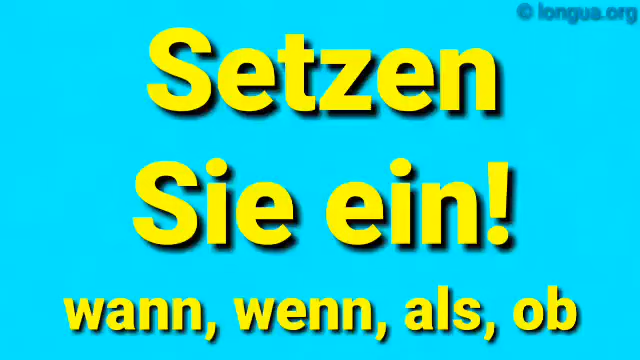 © longua.org
Setzen
Sie ein!
wann, wenn, als, ob